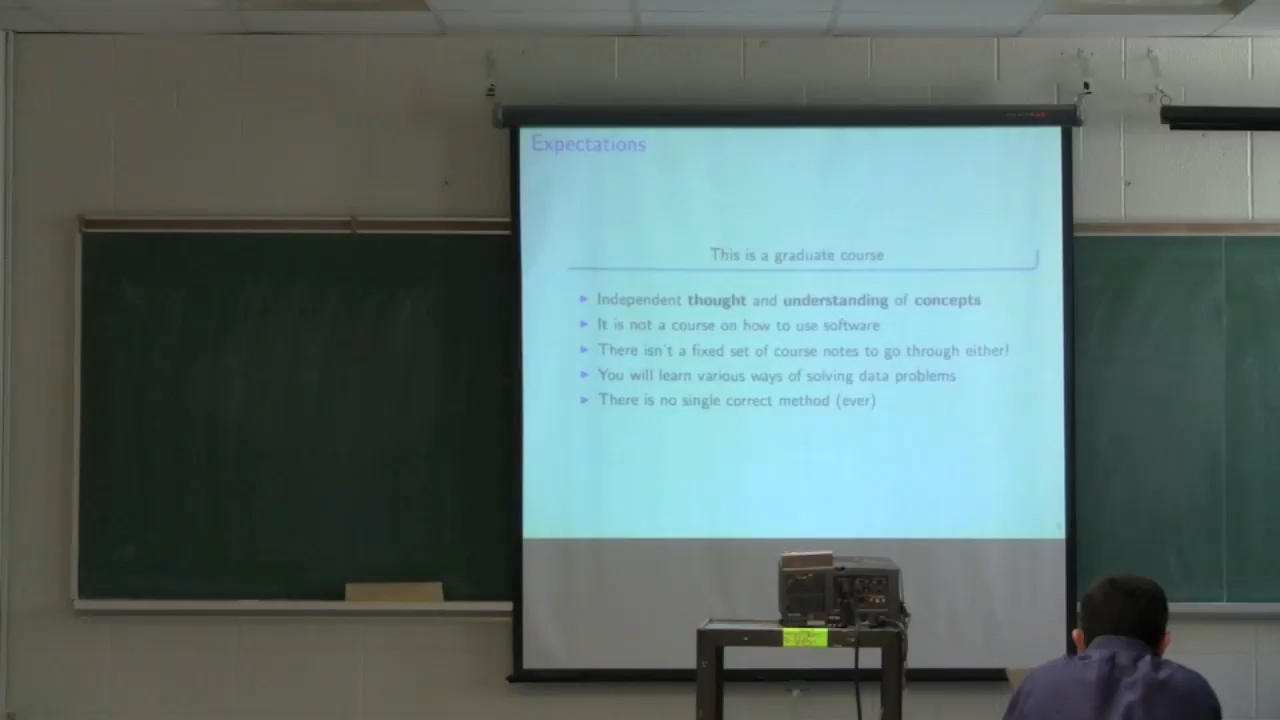 Expectations
This is a graduate course
▶ Independent thought and understanding of concepts
▶ It is not a course on how to use software
▶ There isn't a fixed set of course notes to go through either!
▶ You will learn various ways of solving data problems
▶ There is no single correct method (ever)